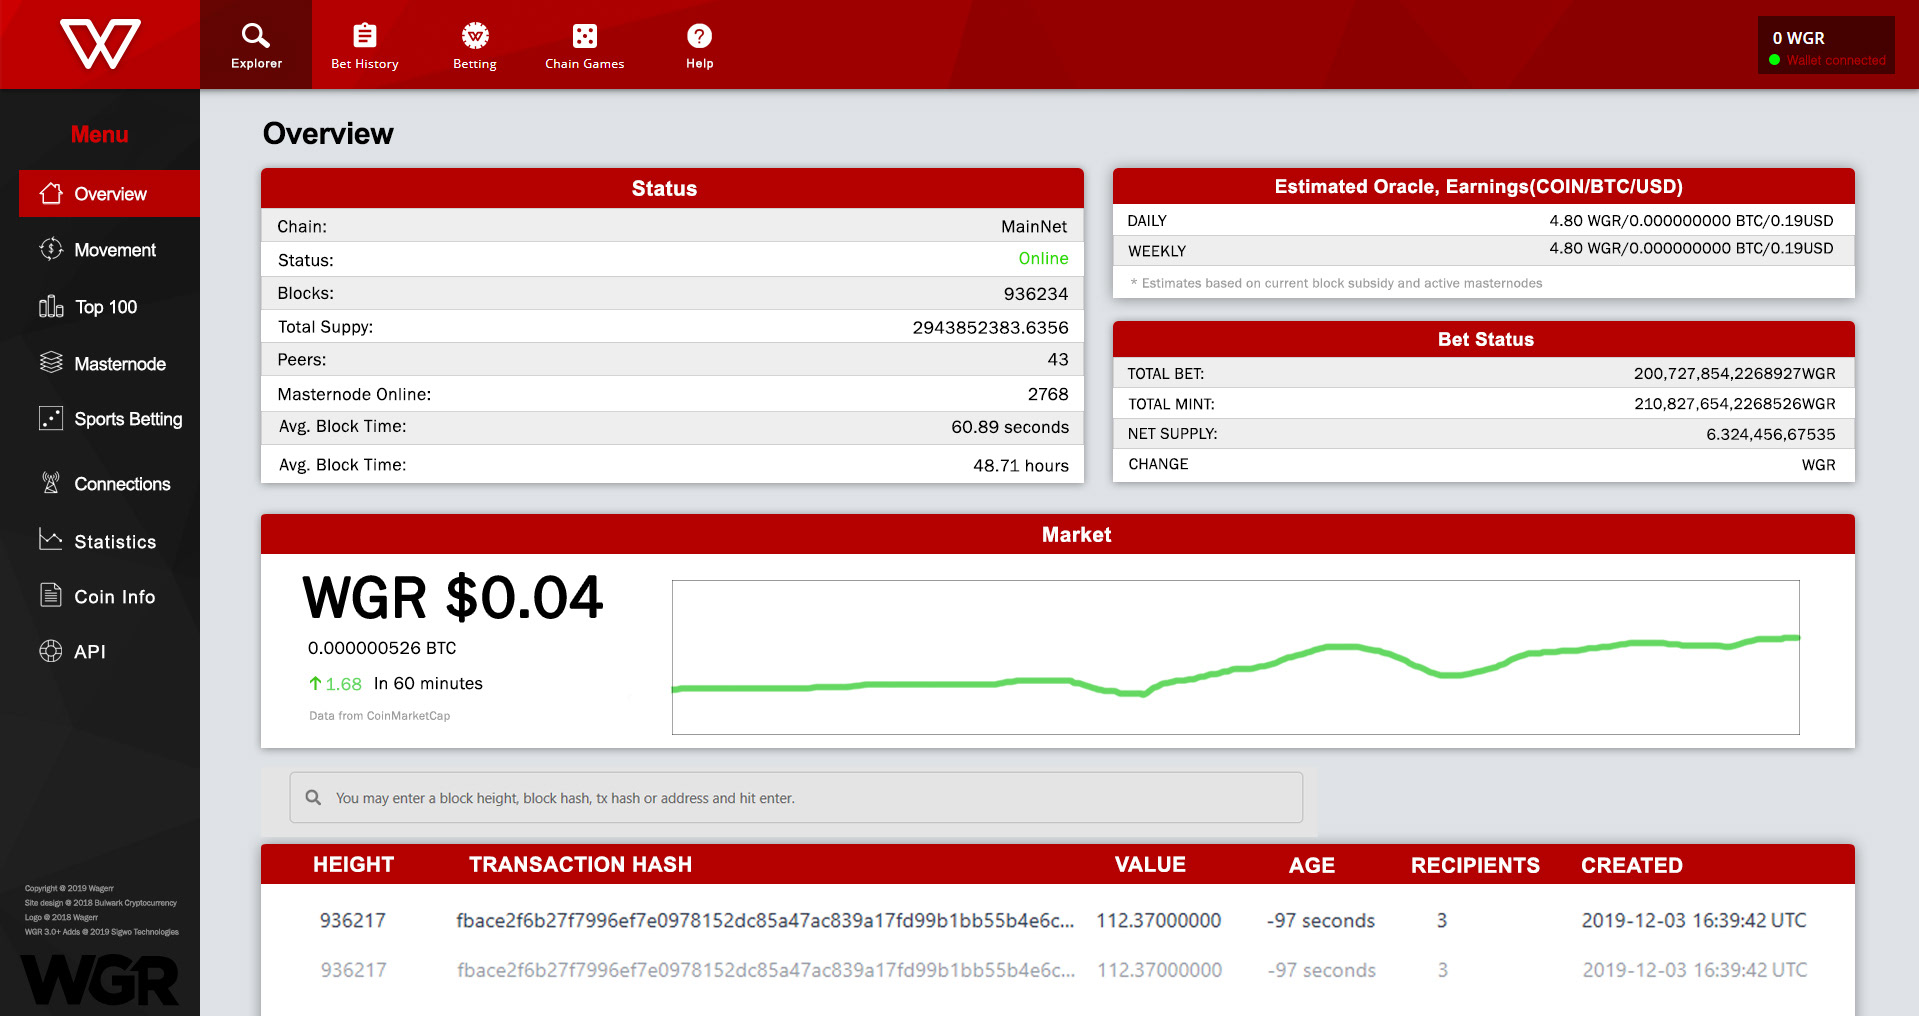 Explorer
Bet History
Betting
Chain Games
Help
0 WGR
Wallet connected
Menu
Overview
Movement
Top 100
Masternode
Sports Betting
Connections
Statistics
Coin Info
API
Copyright @ 2019 Wagerr
Site design @ 2018 Bulwark Cryptocurrency
Logo @ 2018 Wagerr
WGR 3.0+ Adds @ 2019 Sigwo Technologies
WGR
Overview
Status
Chain: MainNet
Status: Online
Blocks: 936234
Total Suppy: 2943852383.6356
Peers: 43
Masternode Online: 2768
Avg. Block Time: 60.89 seconds
Avg. Block Time: 48.71 hours
Estimated Oracle, Earnings(COIN/BTC/USD)
DAILY 4.80 WGR/0.000000000 BTC/0.19USD
WEEKLY 4.80 WGR/0.000000000 BTC/0.19USD
* Estimates based on current block subsidy and active masternodes
Bet Status
TOTAL BET: 200,727,854,2268927WGR
TOTAL MINT: 210,827,654,2268526WGR
NET SUPPLY: 6.324,456,67535
CHANGE WGR
Market
WGR $0.04
0.000000526 BTC
1.68 In 60 minutes
Data from CoinMarketCap
You may enter a block height, block hash, tx hash or address and hit enter.
HEIGHT TRANSACTION HASH VALUE AGE RECIPIENTS CREATED
936217 fbace2f6b27f7996ef7e0978152dc85a47ac839a17fd99b1bb55b4e6c... 112.37000000 -97 seconds 3 2019-12-03 16:39:42 UTC
936217 fbace2f6b27f7996ef7e0978152dc85a47ac839a17fd99b1bb55b4e6c... 112.37000000 -97 seconds 3 2019-12-03 16:39:42 UTC